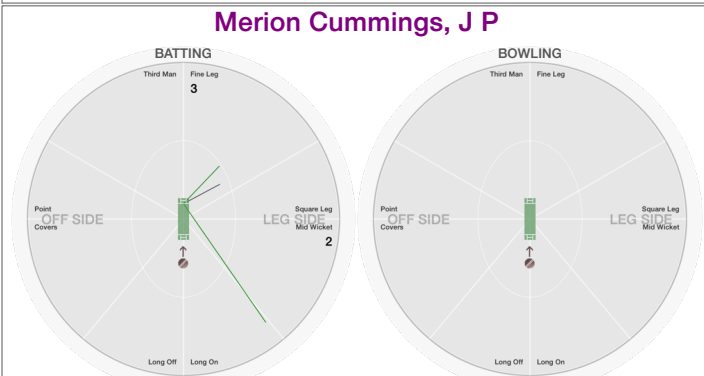 Merion Cummings, J P
BATTING
Third Man Fine Leg
3
Point
OFF SIDE
Covers
Square Leg
LEG SIDE
Mid Wicket
2
Long Off Long On
BOWLING
Third Man Fine Leg
Point
OFF SIDE
Covers
Square Leg
LEG SIDE
Mid Wicket
Long Off Long On